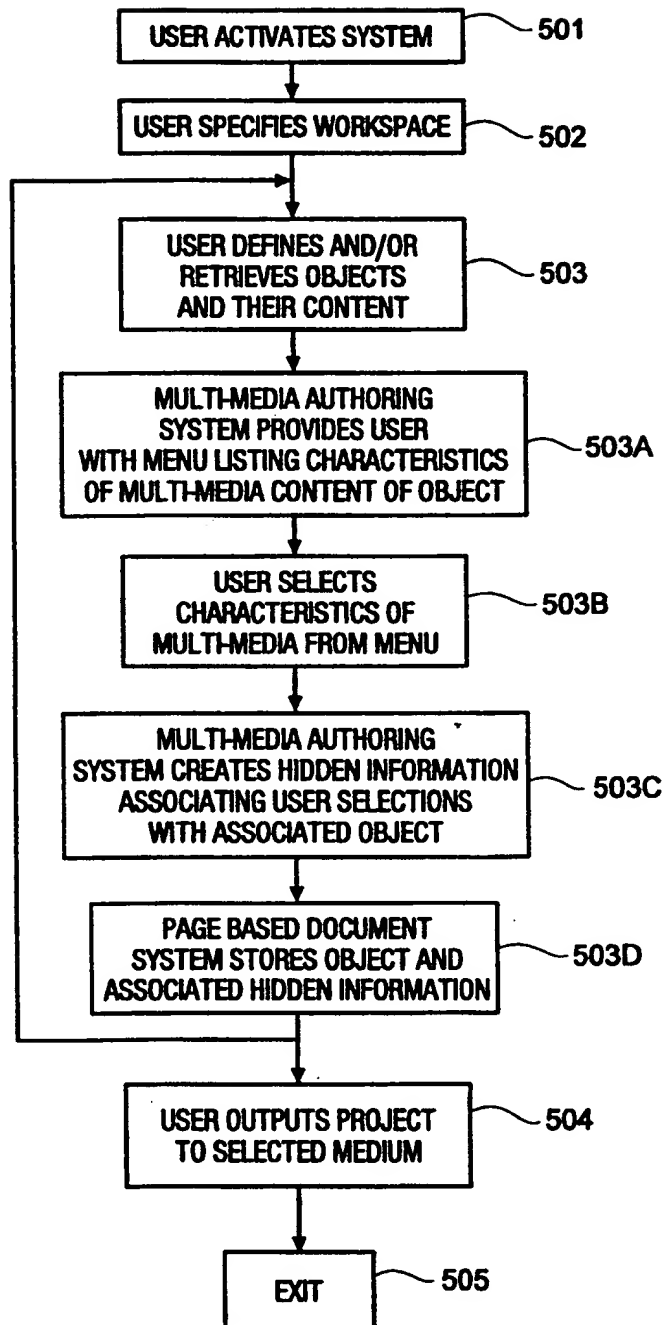 USER ACTIVATES SYSTEM
501
USER SPECIFIES WORKSPACE
502
USER DEFINES AND/OR
RETRIEVES OBJECTS
AND THEIR CONTENT
503
MULTI-MEDIA AUTHORING
SYSTEM PROVIDES USER
WITH MENU LISTING CHARACTERISTICS
OF MULTI-MEDIA CONTENT OF OBJECT
503A
USER SELECTS
CHARACTERISTICS OF
MULTI-MEDIA FROM MENU
503B
MULTI-MEDIA AUTHORING
SYSTEM CREATES HIDDEN INFORMATION
ASSOCIATING USER SELECTIONS
WITH ASSOCIATED OBJECT
503C
PAGE BASED DOCUMENT
SYSTEM STORES OBJECT AND
ASSOCIATED HIDDEN INFORMATION
503D
USER OUTPUTS PROJECT
TO SELECTED MEDIUM
504
EXIT
505